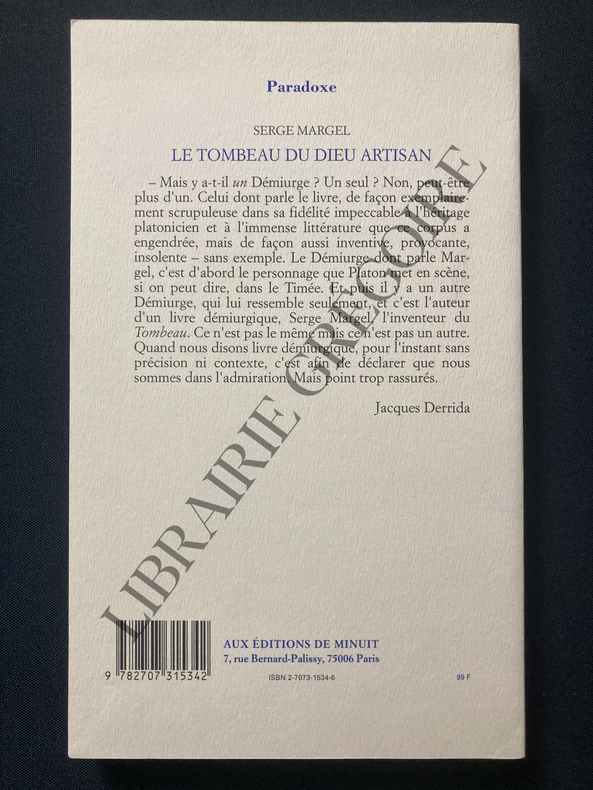 Paradoxe
SERGE MARGEL
LE TOMBEAU DU DIEU ARTISAN
– Mais y a-t-il un Démiurge ? Un seul ? Non, peut-être
plus d'un. Celui dont parle le livre, de façon exemplaire-
ment scrupuleuse dans sa fidélité impeccable à l'héritage
platonicien et à l'immense littérature que ce corpus a
engendrée, mais de façon aussi inventive, provocante,
insolente – sans exemple. Le Démiurge dont parle Mar-
gel, c'est d'abord le personnage que Platon met en scène,
si on peut dire, dans le Timée. Et puis il y a un autre
Démiurge, qui lui ressemble seulement, et c'est l'auteur
d'un livre démiurgique, Serge Margel, l'inventeur du
Tombeau. Ce n'est pas le même mais ce n'est pas un autre.
Quand nous disons livre démiurgique, pour l'instant sans
précision ni contexte, c'est afin de déclarer que nous
sommes dans l'admiration. Mais point trop rassurés.
Jacques Derrida
LIBRAIRIE GREGOIRE
AUX ÉDITIONS DE MINUIT
7, rue Bernard-Palissy, 75006 Paris
9 782707 315342
ISBN 2-7073-1534-6
99 F